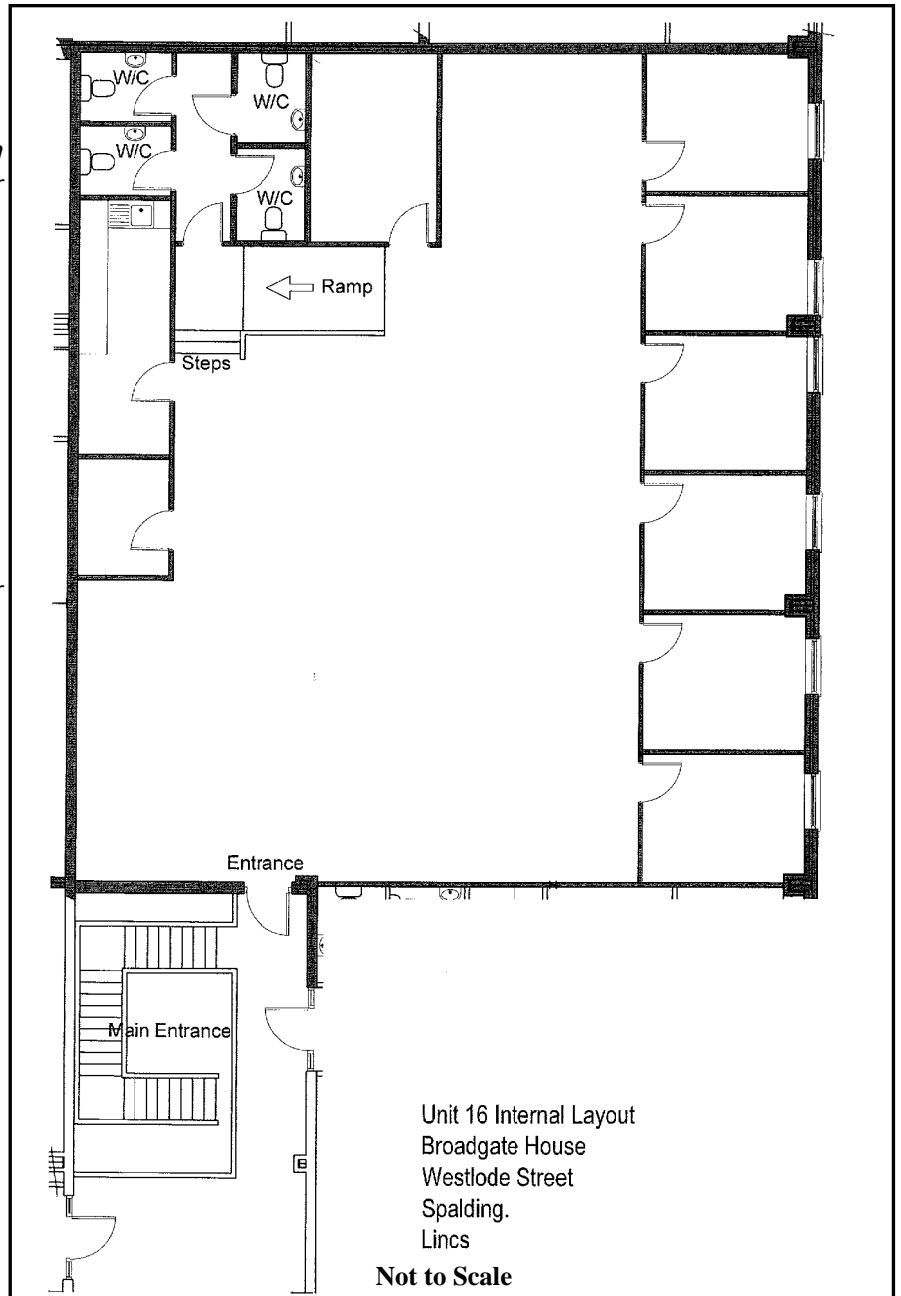 W/C
W/C
W/C
W/C
Ramp
Steps
Entrance
Main Entrance
Unit 16 Internal Layout
Broadgate House
Westlode Street
Spalding.
Lincs
Not to Scale